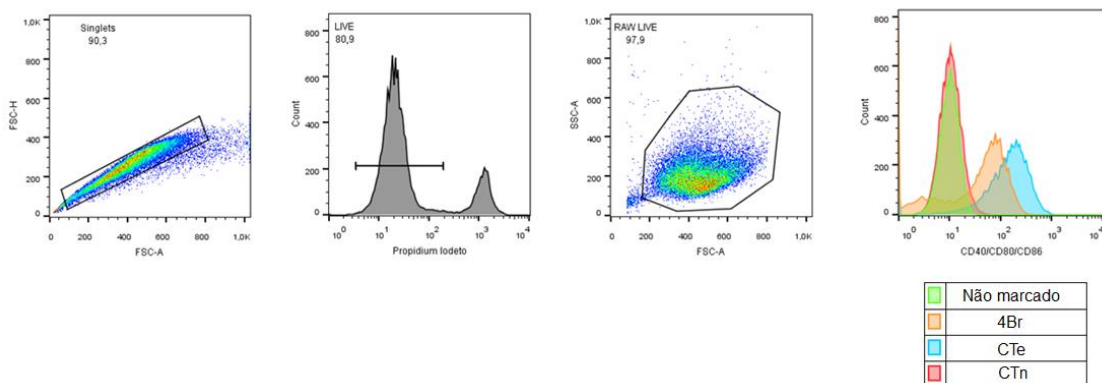 1,0K
Singlets
90,3
800
600
400
200
0
FSC-H
0
200
400
600
800
1,0K
FSC-A
LIVE
80,9
800
600
400
200
0
Count
10⁰
10¹
10²
10³
10⁴
Propidium Iodeto
1,0K
RAW LIVE
97,9
800
600
400
200
0
SSC-A
0
200
400
600
800
1,0K
FSC-A
800
600
400
200
0
Count
10⁰
10¹
10²
10³
10⁴
CD40/CD80/CD86
Não marcado
4Br
CTe
CTn